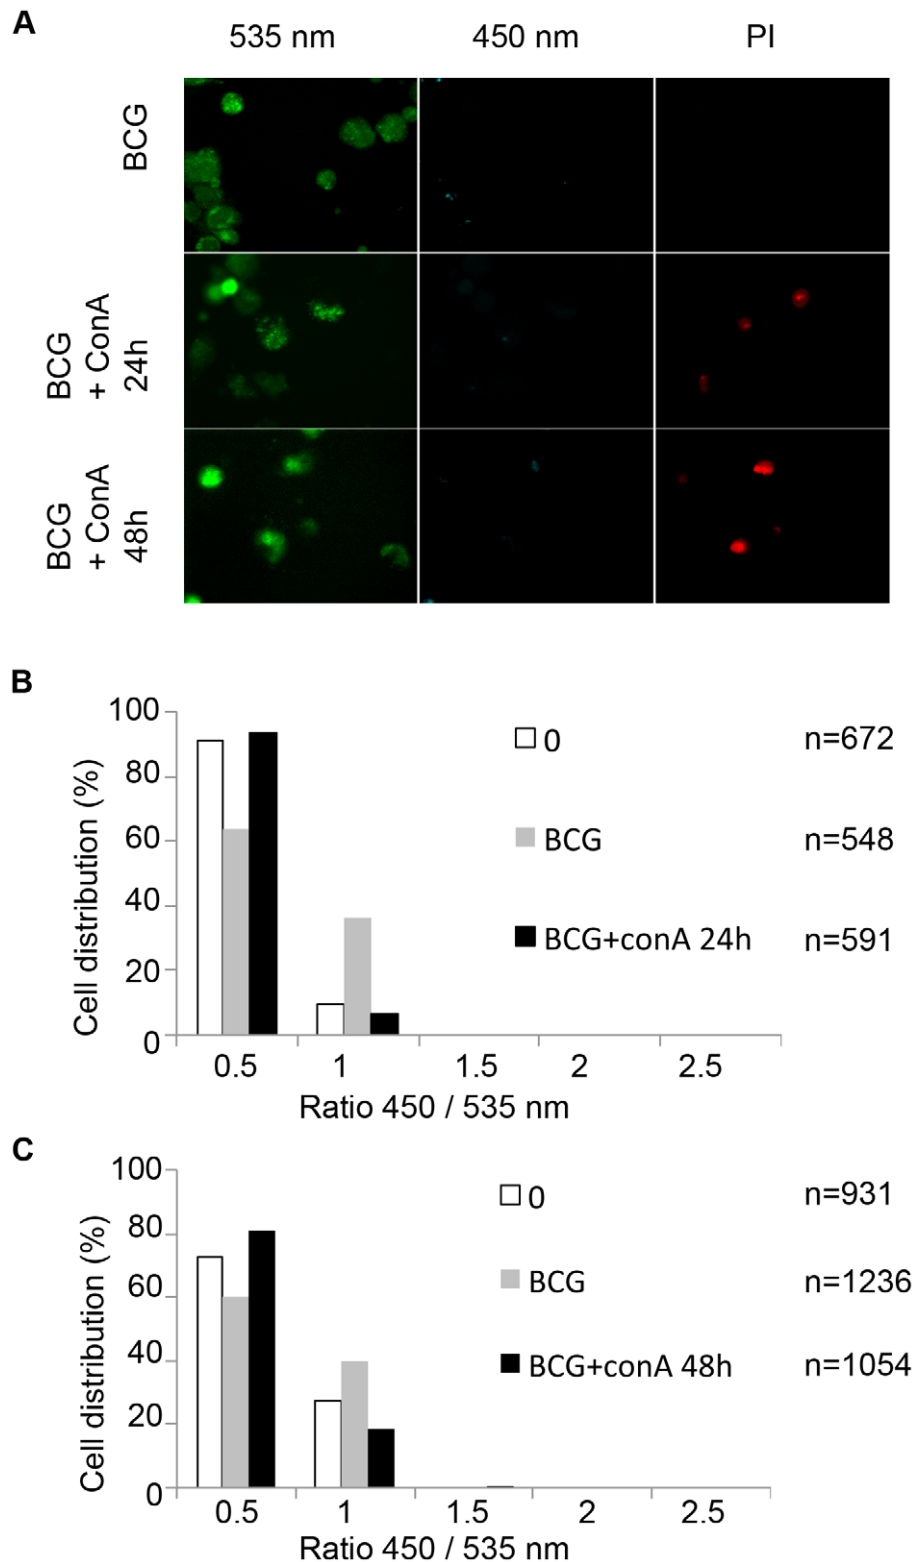 A
535 nm 450 nm PI
BCG
BCG
+ ConA
24h
BCG
+ ConA
48h
B
100
80
60
40
20
0
Cell distribution (%)
0 n=672
BCG n=548
BCG+conA 24h n=591
0.5 1 1.5 2 2.5
Ratio 450 / 535 nm
C
100
80
60
40
20
0
Cell distribution (%)
0 n=931
BCG n=1236
BCG+conA 48h n=1054
0.5 1 1.5 2 2.5
Ratio 450 / 535 nm